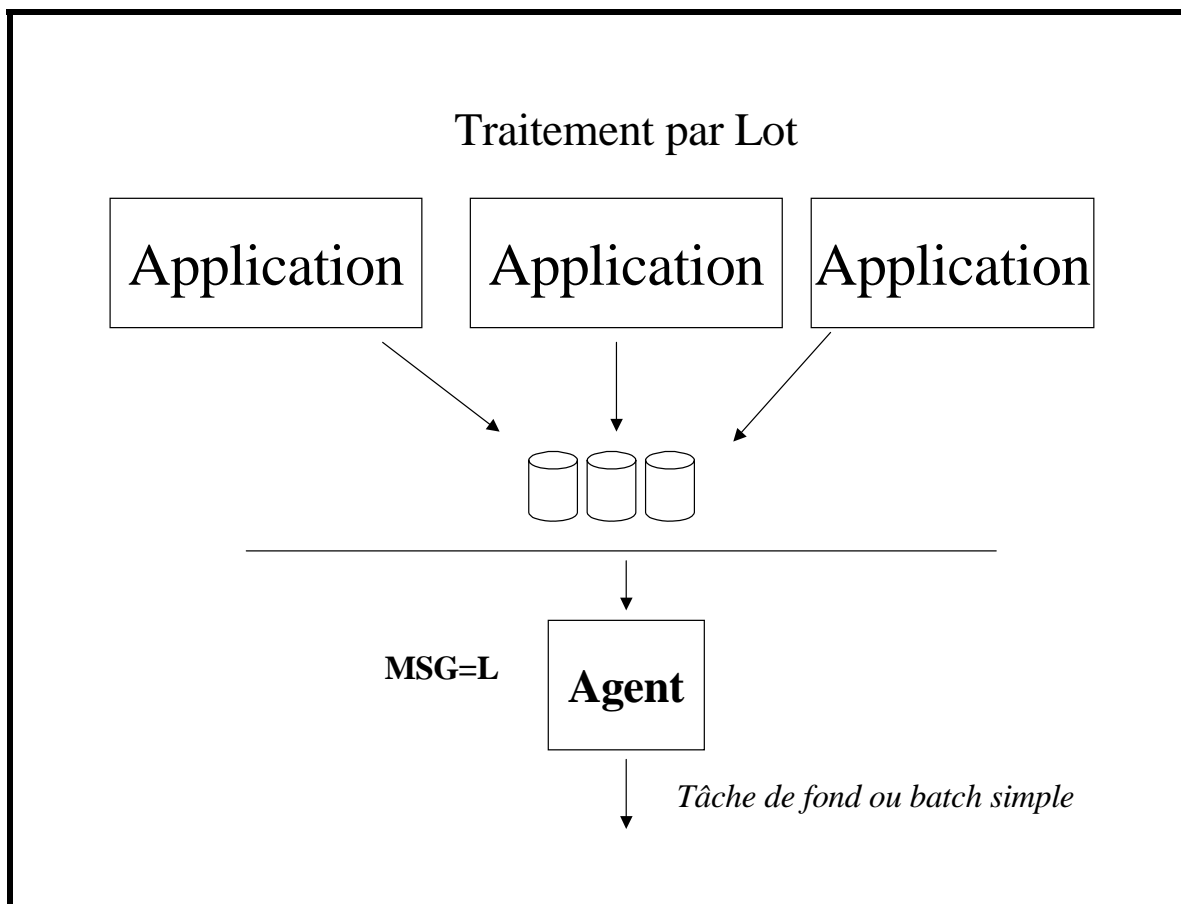 Traitement par Lot
Application
Application
Application
MSG=L
Agent
Tâche de fond ou batch simple